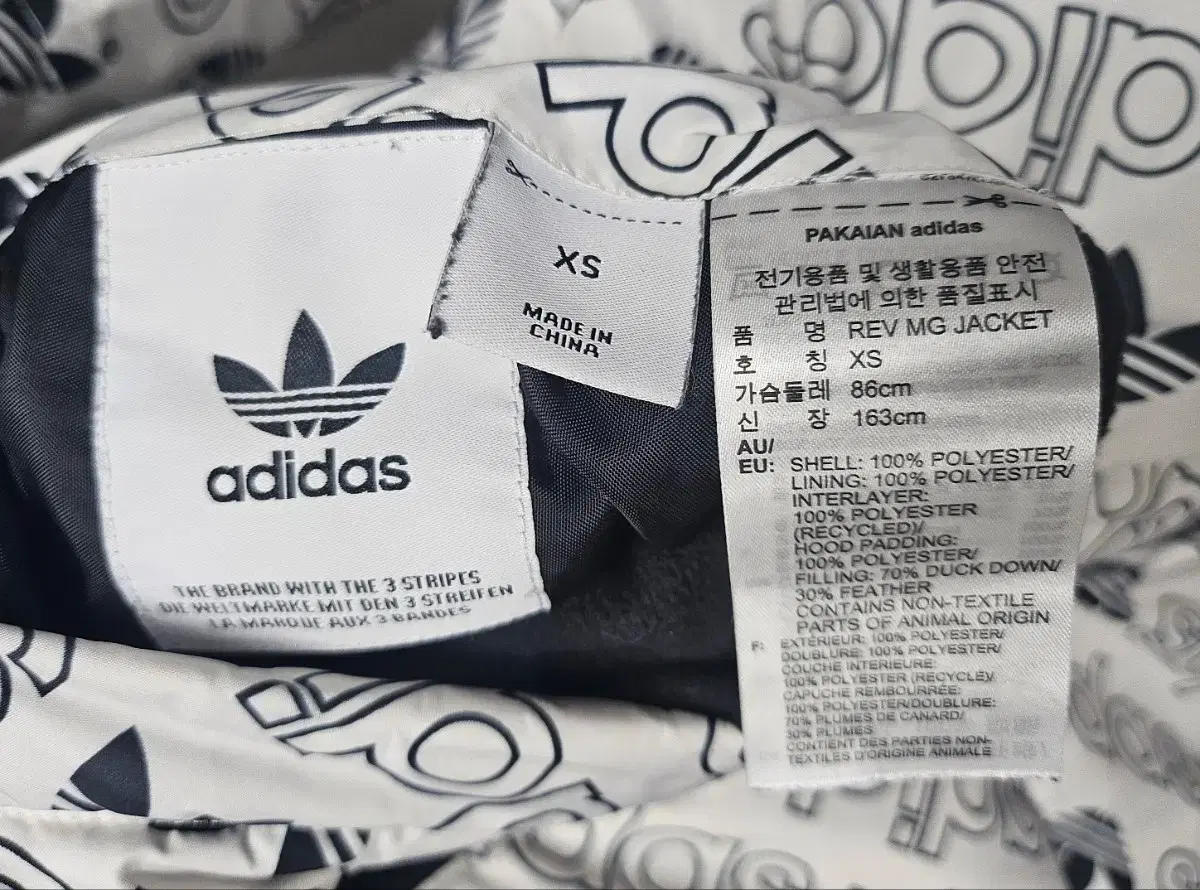 adidas
THE BRAND WITH THE 3 STRIPES
DIE WELTMARKE MIT DEN 3 STREIFEN
LA MARQUE AUX 3 BANDES
XS
MADE IN
CHINA
PAKAIAN adidas
전기용품 및 생활용품 안전
관리법에 의한 품질표시
품 명 REV MG JACKET
호 칭 XS
가슴둘레 86cm
신 장 163cm
AU/
EU: SHELL: 100% POLYESTER/
LINING: 100% POLYESTER/
INTERLAYER:
100% POLYESTER
(RECYCLED)/
HOOD PADDING:
100% POLYESTER/
FILLING: 70% DUCK DOWN/
30% FEATHER
CONTAINS NON-TEXTILE
PARTS OF ANIMAL ORIGIN
F: EXTÉRIEUR: 100% POLYESTER/
DOUBLURE: 100% POLYESTER/
COUCHE INTERIEURE:
100% POLYESTER (RECYCLÉ)/
CAPUCHE REMBOURRÉE:
100% POLYESTER/DOUBLURE:
70% PLUMES DE CANARD/
30% PLUMES
CONTIENT DES PARTIES NON-
TEXTILES D'ORIGINE ANIMALE